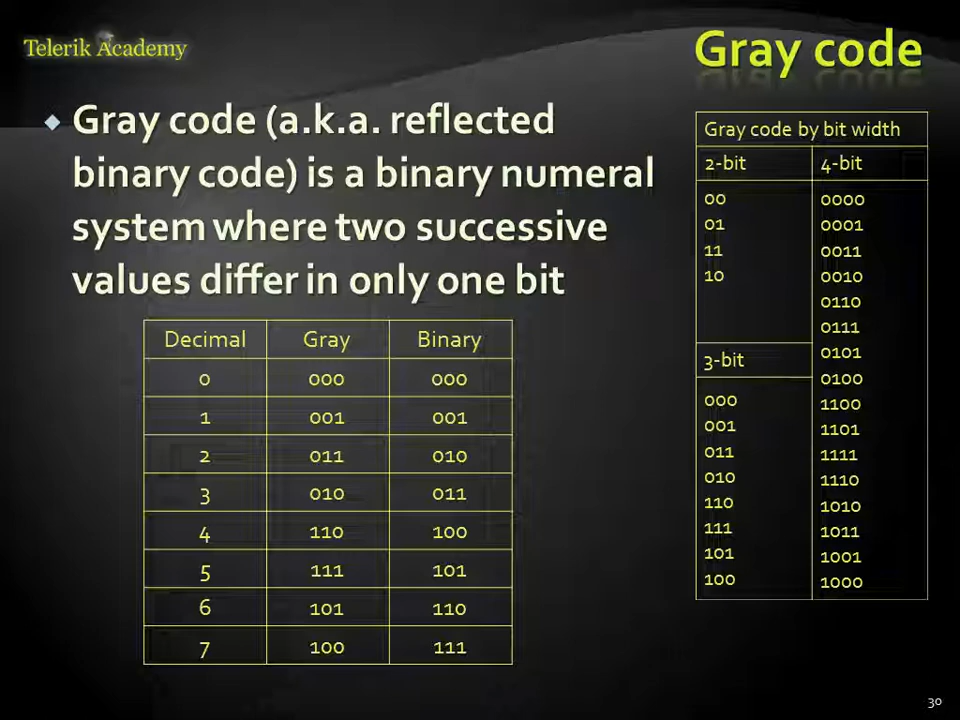 Telerik Academy
Gray code
Gray code (a.k.a. reflected
binary code) is a binary numeral
system where two successive
values differ in only one bit
Decimal Gray Binary
0 000 000
1 001 001
2 011 010
3 010 011
4 110 100
5 111 101
6 101 110
7 100 111
Gray code by bit width
2-bit 4-bit
00 0000
01 0001
11 0011
10 0010
0110
0111
3-bit 0101
0100
000 1100
001 1101
011 1111
010 1110
110 1010
111 1011
101 1001
100 1000
30